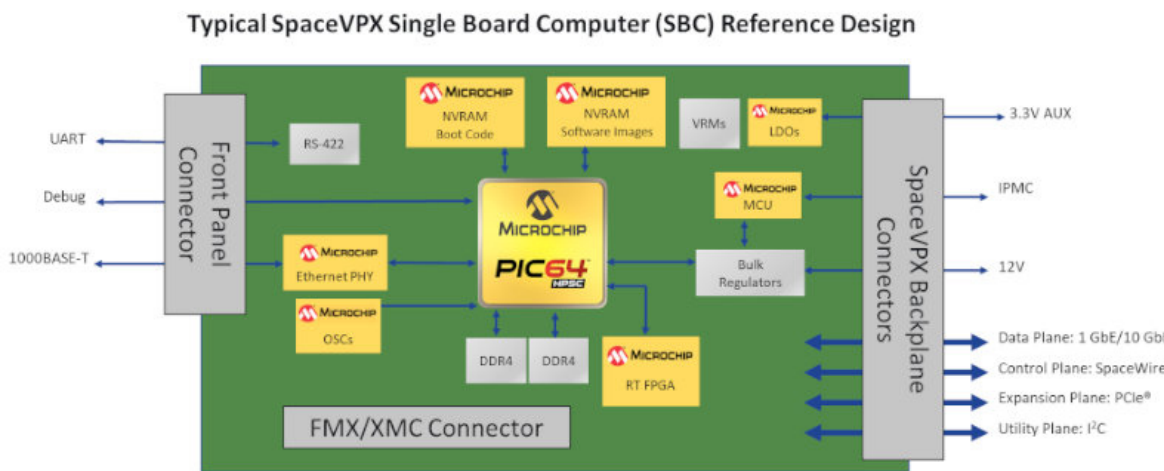 Typical SpaceVPX Single Board Computer (SBC) Reference Design
UART
Debug
1000BASE-T
Front Panel
Connector
RS-422
MICROCHIP
NVRAM
Boot Code
MICROCHIP
NVRAM
Software Images
VRMs
MICROCHIP
LDOs
MICROCHIP
MCU
Bulk
Regulators
MICROCHIP
Ethernet PHY
MICROCHIP
OSCs
MICROCHIP
PIC64™
HPSC
DDR4
DDR4
MICROCHIP
RT FPGA
FMX/XMC Connector
SpaceVPX Backplane
Connectors
3.3V AUX
IPMC
12V
Data Plane: 1 GbE/10 Gb
Control Plane: SpaceWire
Expansion Plane: PCIe®
Utility Plane: I²C